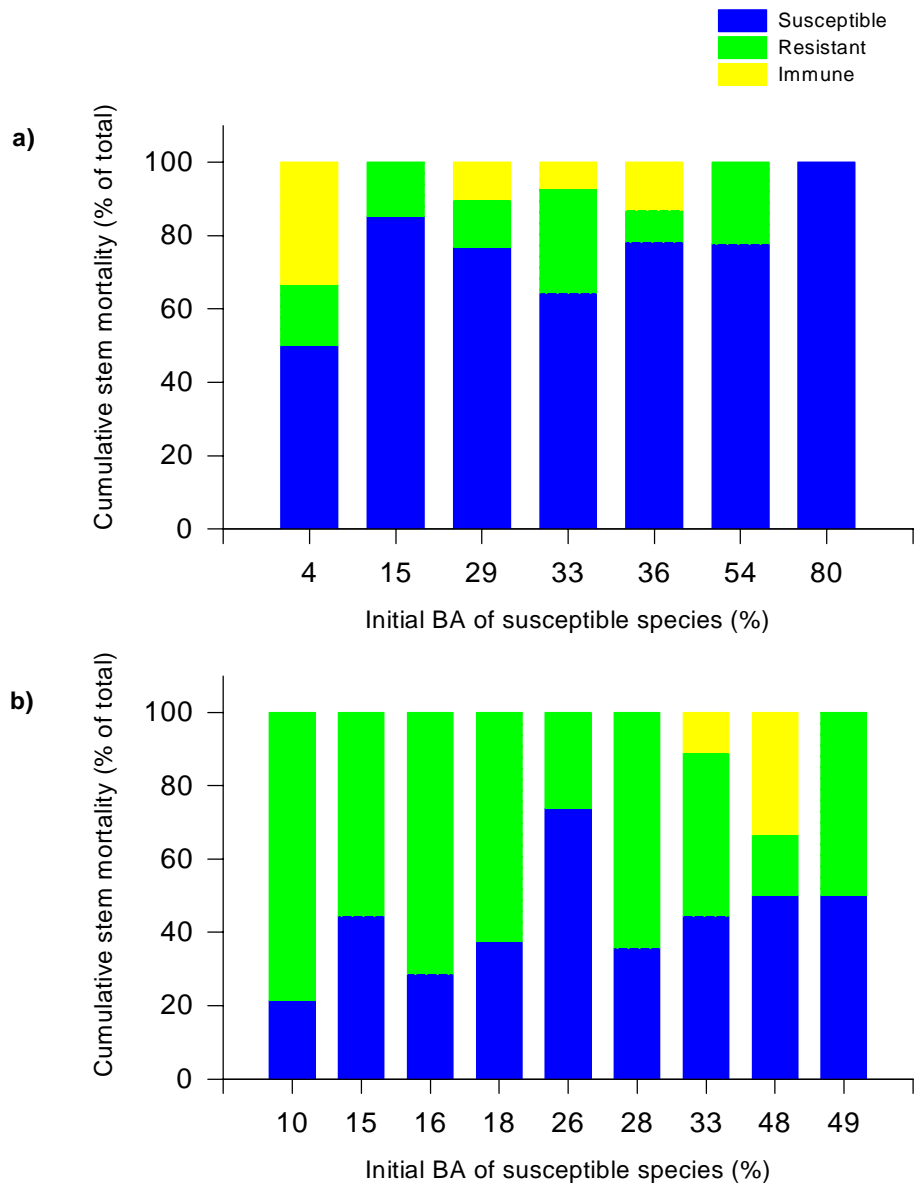 Susceptible
Resistant
Immune
a)
Cumulative stem mortality (% of total)
100
80
60
40
20
0
4 15 29 33 36 54 80
Initial BA of susceptible species (%)
b)
Cumulative stem mortality (% of total)
100
80
60
40
20
0
10 15 16 18 26 28 33 48 49
Initial BA of susceptible species (%)